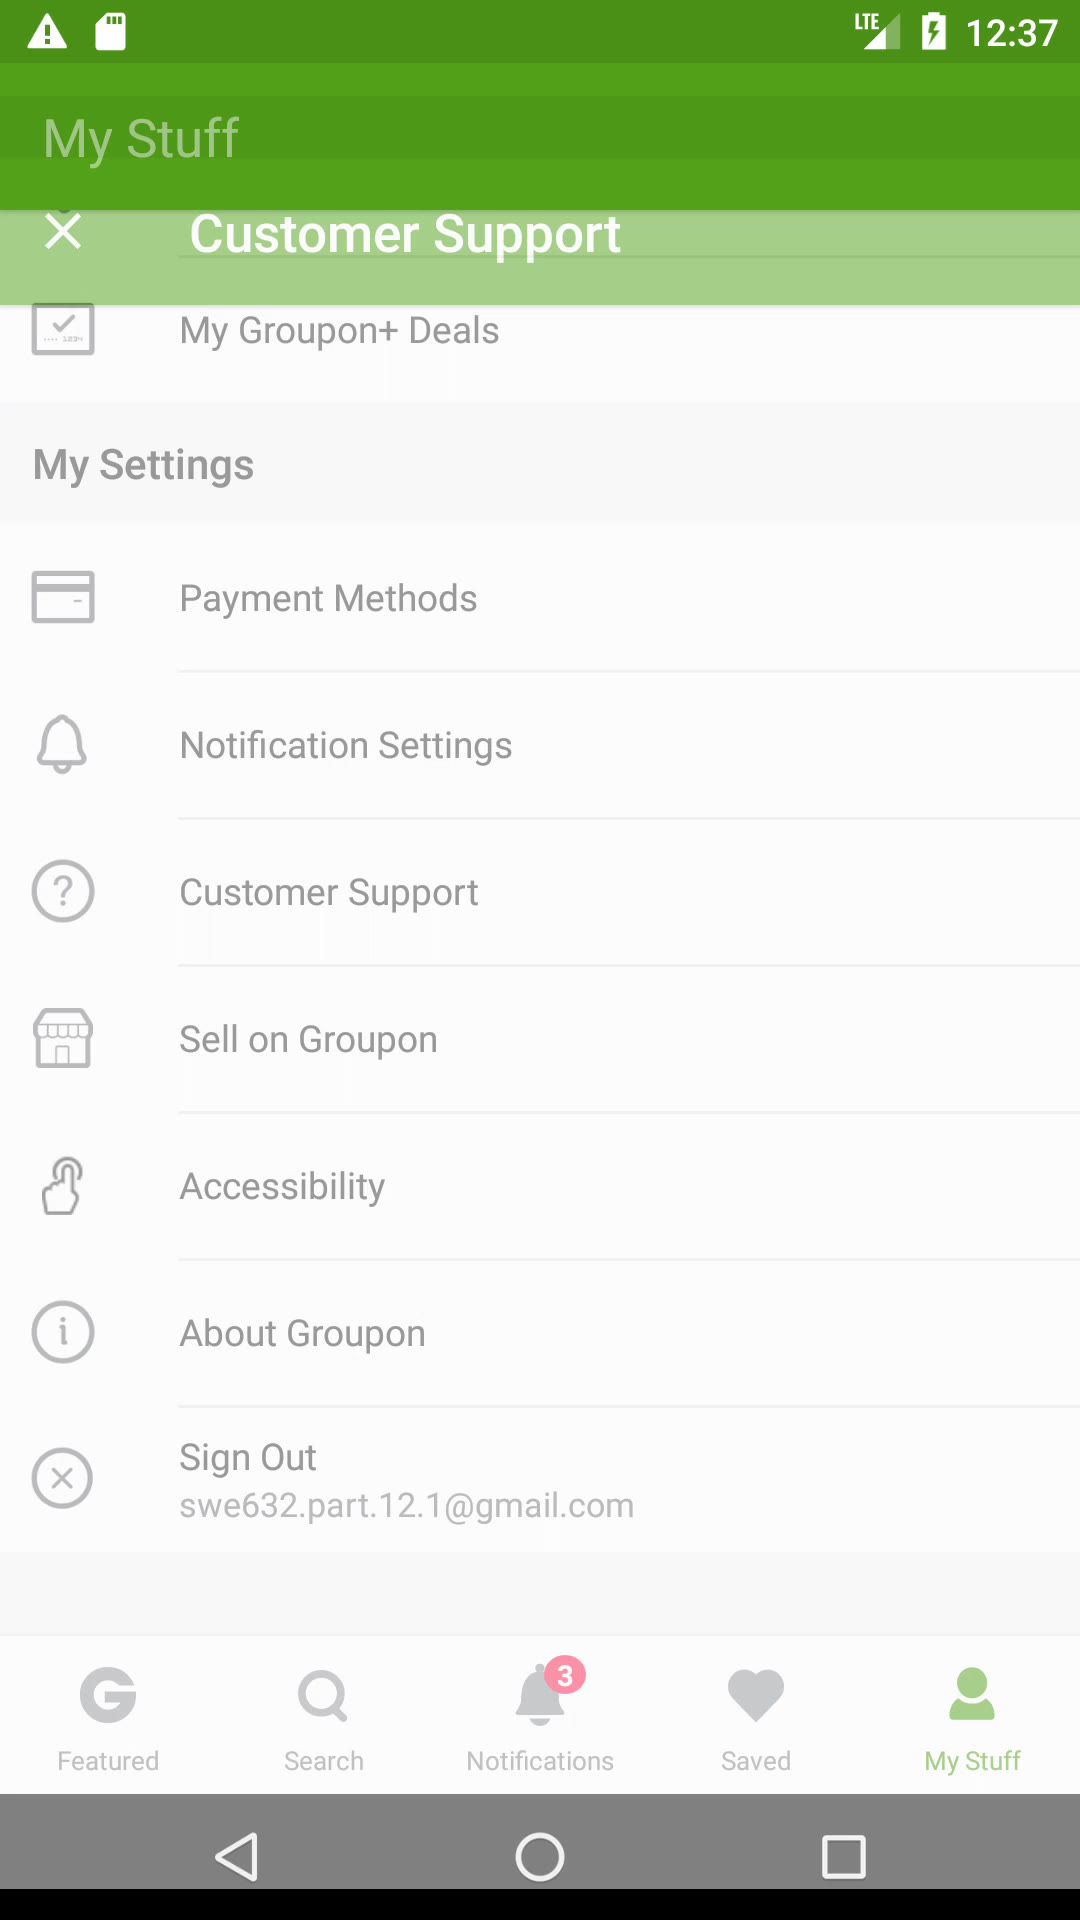 LTE 12:37
My Stuff
Customer Support
1234
My Groupon+ Deals
My Settings
Payment Methods
Notification Settings
? Customer Support
Sell on Groupon
Accessibility
i About Groupon
Sign Out
swe632.part.12.1@gmail.com
3
Featured Search Notifications Saved My Stuff